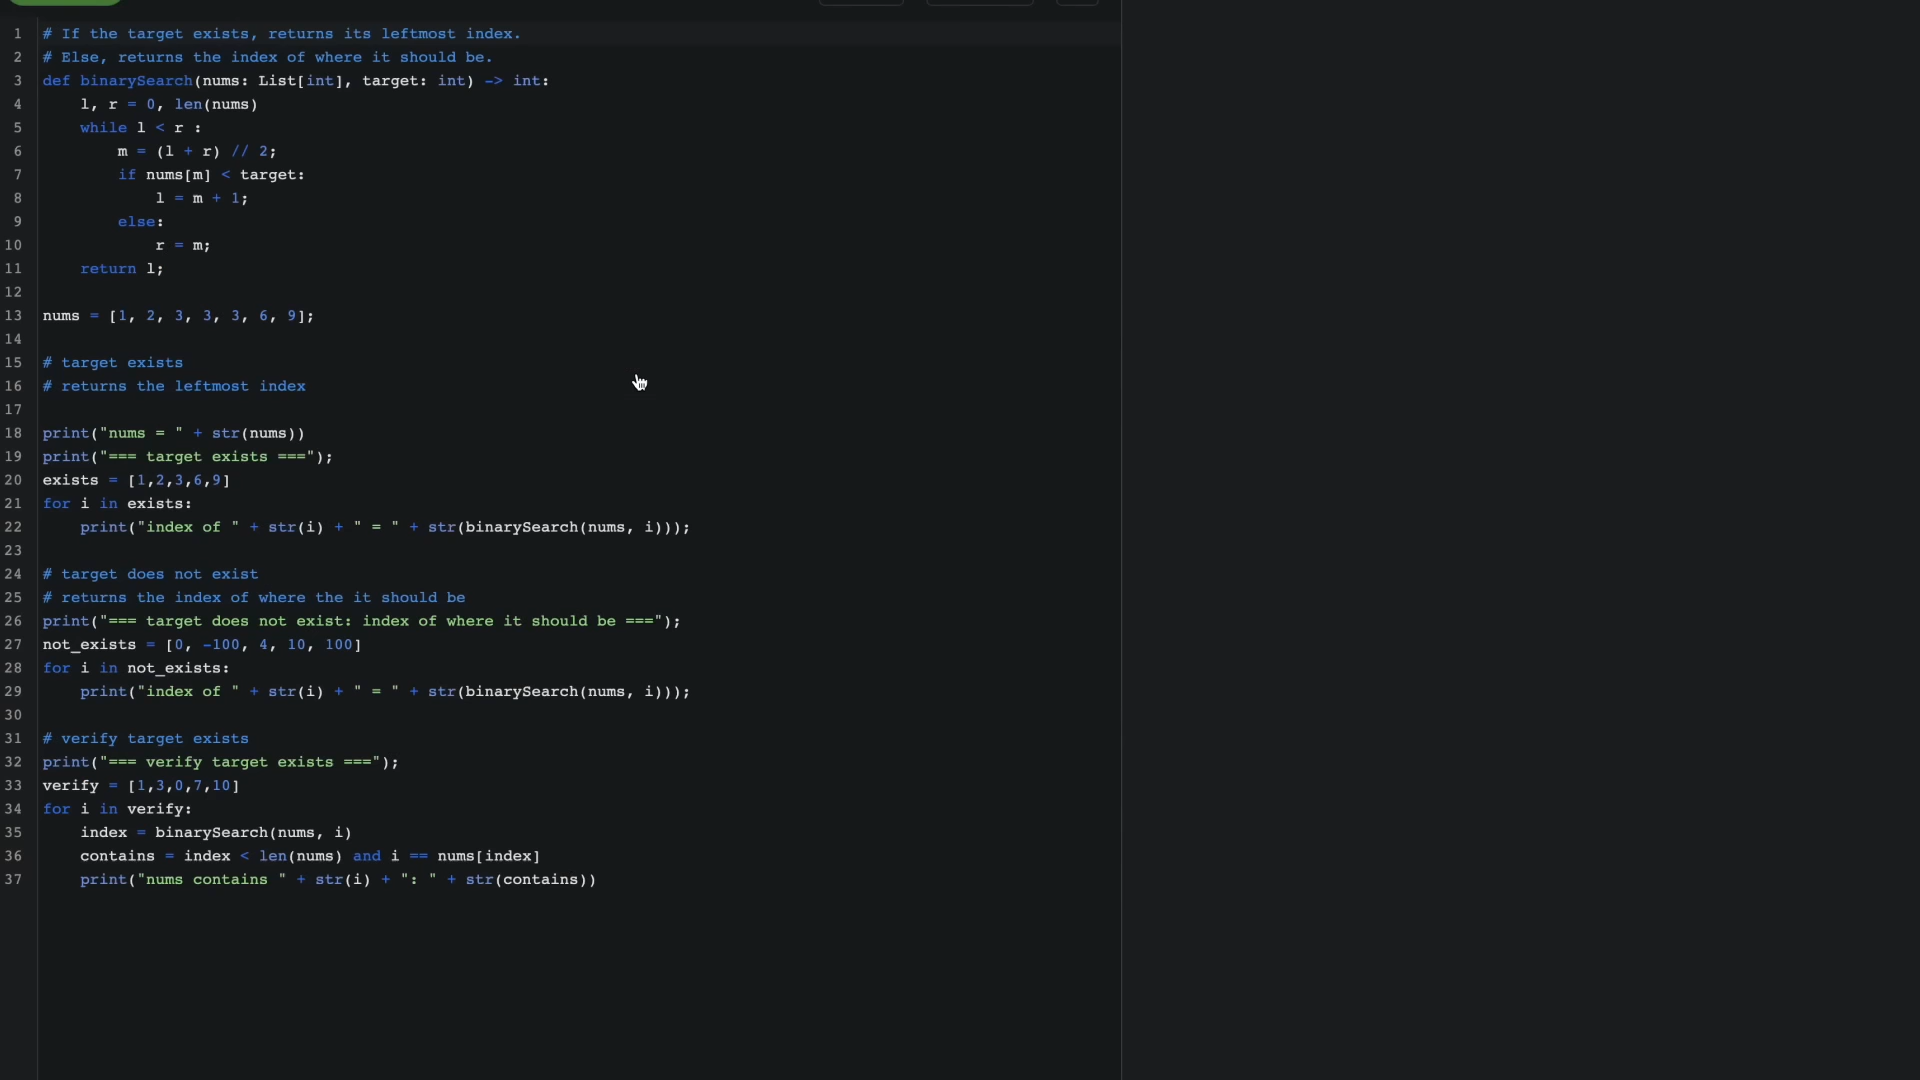 1 # If the target exists, returns its leftmost index.
2 # Else, returns the index of where it should be.
3 def binarySearch(nums: List[int], target: int) -> int:
4     l, r = 0, len(nums)
5     while l < r :
6         m = (l + r) // 2;
7         if nums[m] < target:
8             l = m + 1;
9         else:
10             r = m;
11     return l;
12
13 nums = [1, 2, 3, 3, 3, 6, 9];
14
15 # target exists
16 # returns the leftmost index
17
18 print("nums = " + str(nums))
19 print("=== target exists ===");
20 exists = [1,2,3,6,9]
21 for i in exists:
22     print("index of " + str(i) + " = " + str(binarySearch(nums, i)));
23
24 # target does not exist
25 # returns the index of where the it should be
26 print("=== target does not exist: index of where it should be ===");
27 not_exists = [0, -100, 4, 10, 100]
28 for i in not_exists:
29     print("index of " + str(i) + " = " + str(binarySearch(nums, i)));
30
31 # verify target exists
32 print("=== verify target exists ===");
33 verify = [1,3,0,7,10]
34 for i in verify:
35     index = binarySearch(nums, i)
36     contains = index < len(nums) and i == nums[index]
37     print("nums contains " + str(i) + ": " + str(contains))